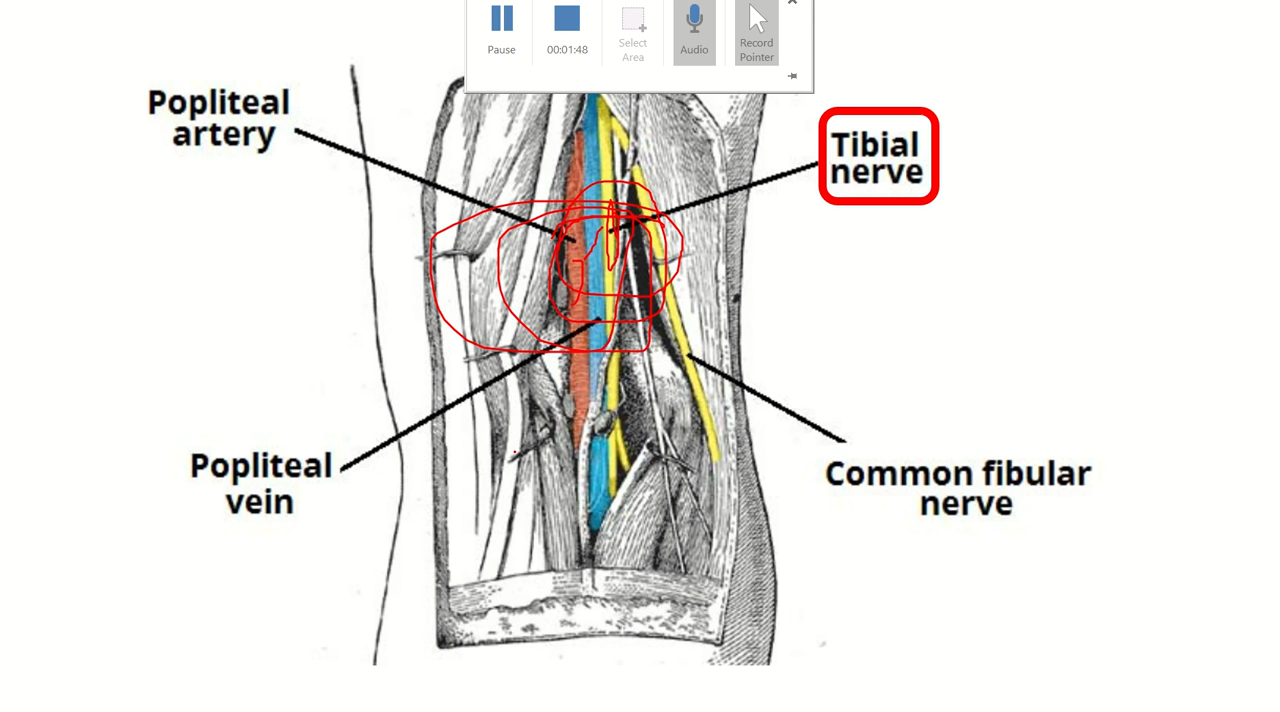 Pause
00:01:48
Select
Area
Audio
Record
Pointer
Popliteal
artery
Tibial
nerve
Popliteal
vein
Common fibular
nerve